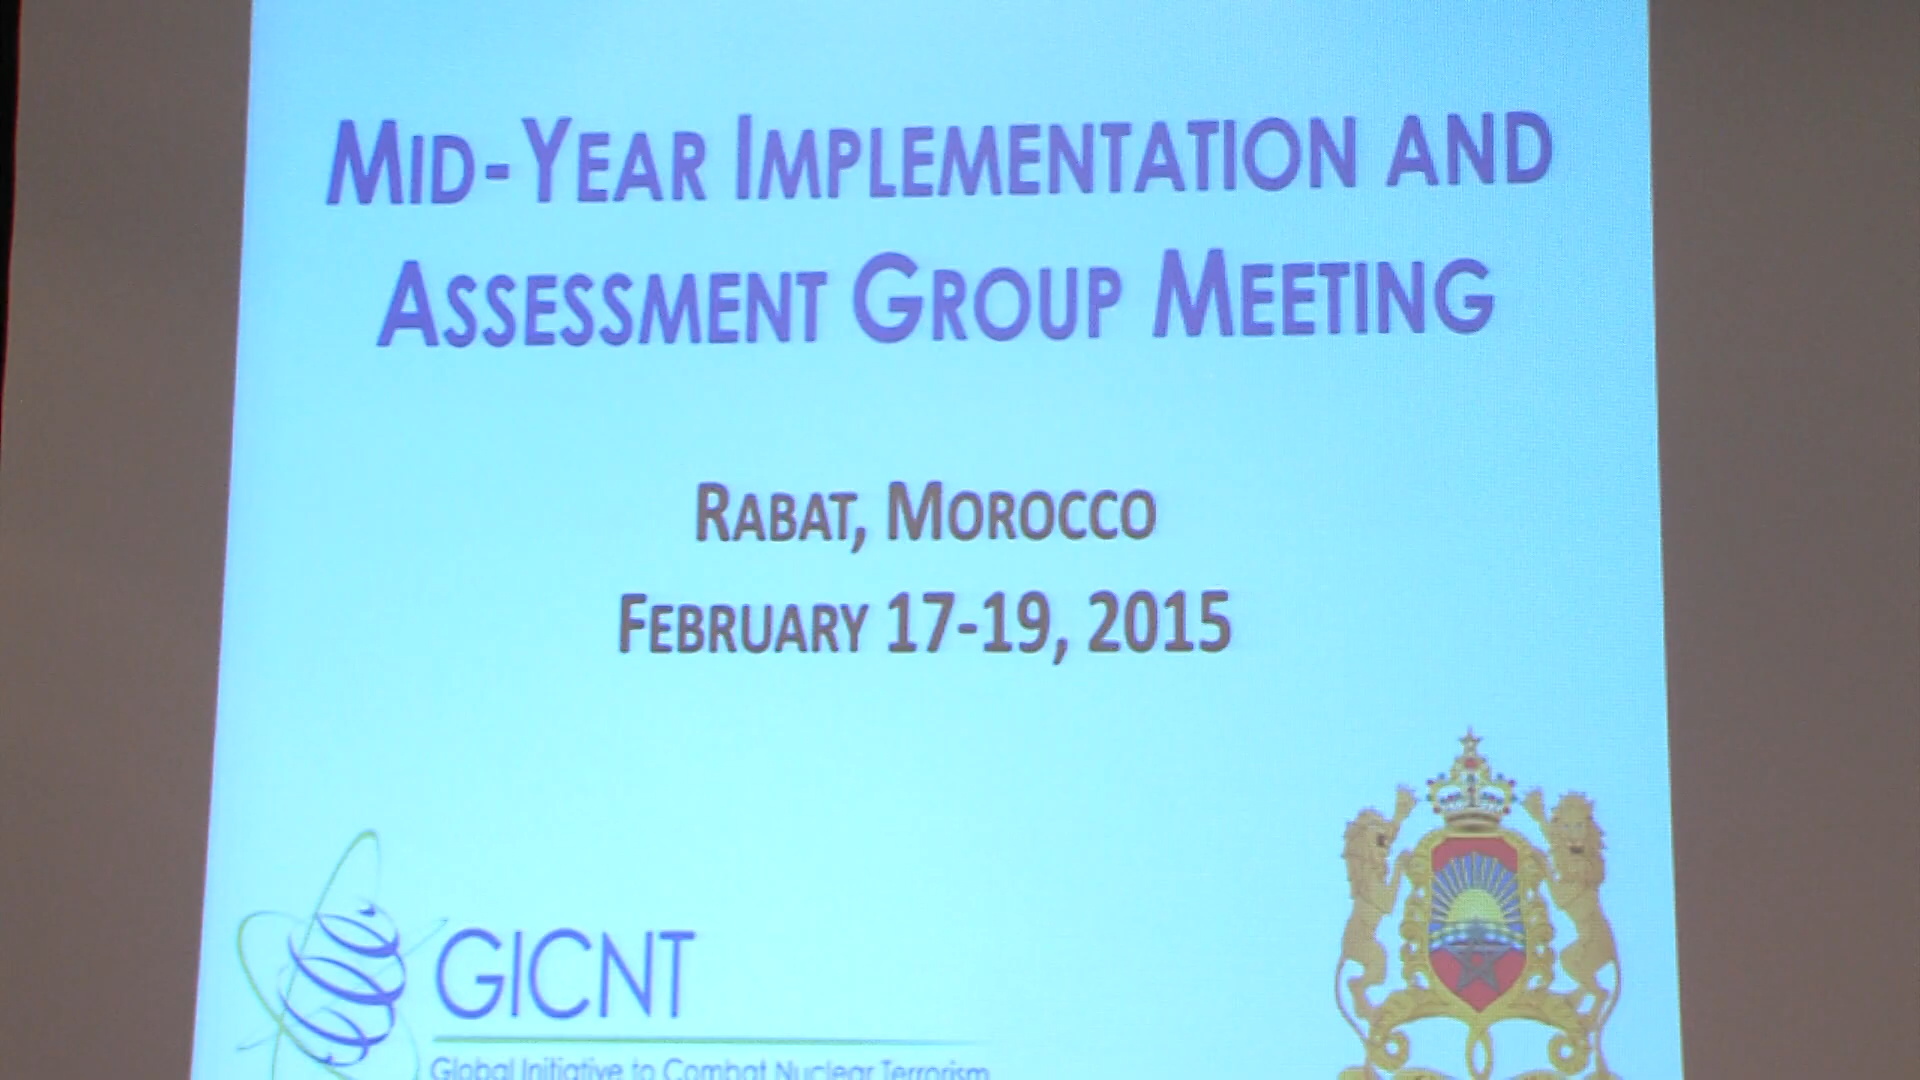 MID-YEAR IMPLEMENTATION AND
ASSESSMENT GROUP MEETING
RABAT, MOROCCO
FEBRUARY 17-19, 2015
GICNT
Global Initiative to Combat Nuclear Terrorism